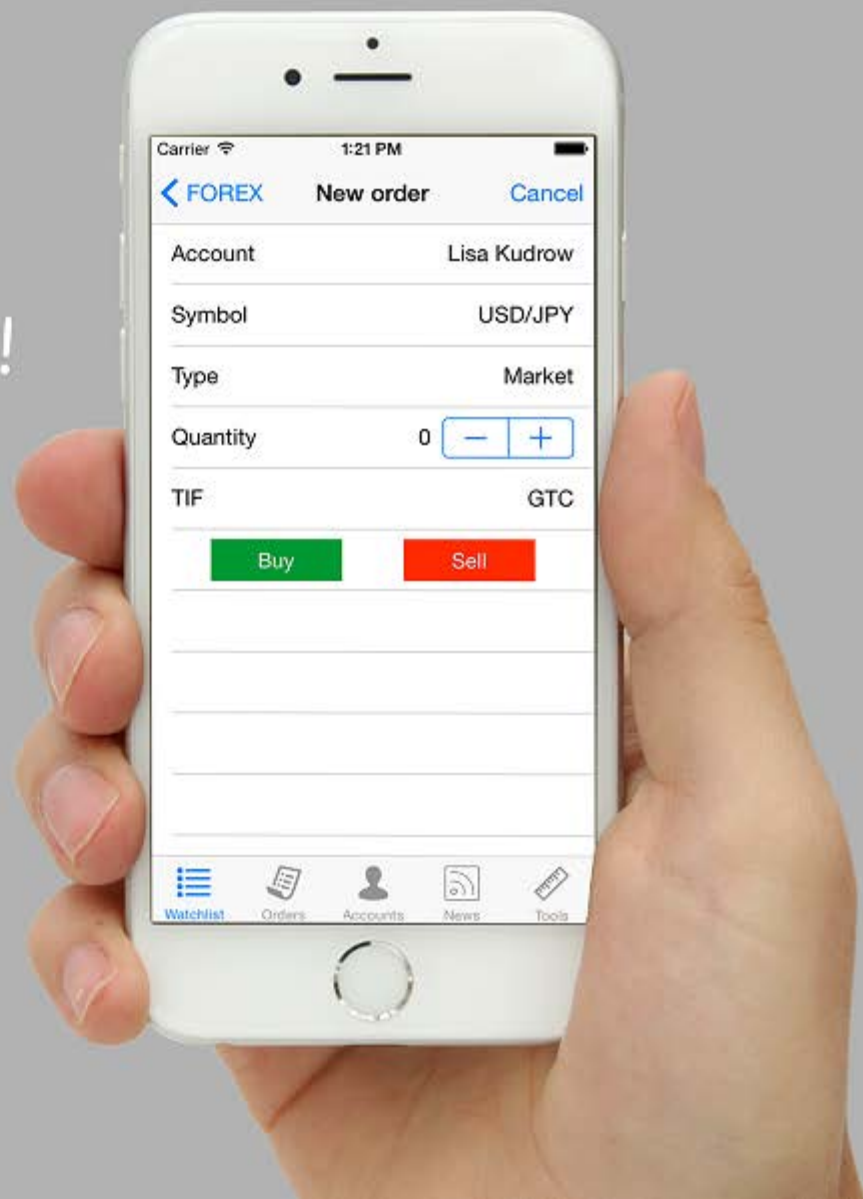 Carrier 1:21 PM
FOREX New order Cancel
Account Lisa Kudrow
Symbol USD/JPY
Type Market
Quantity 0 − +
TIF GTC
Buy Sell
Watchlist Orders Accounts News Tools
!